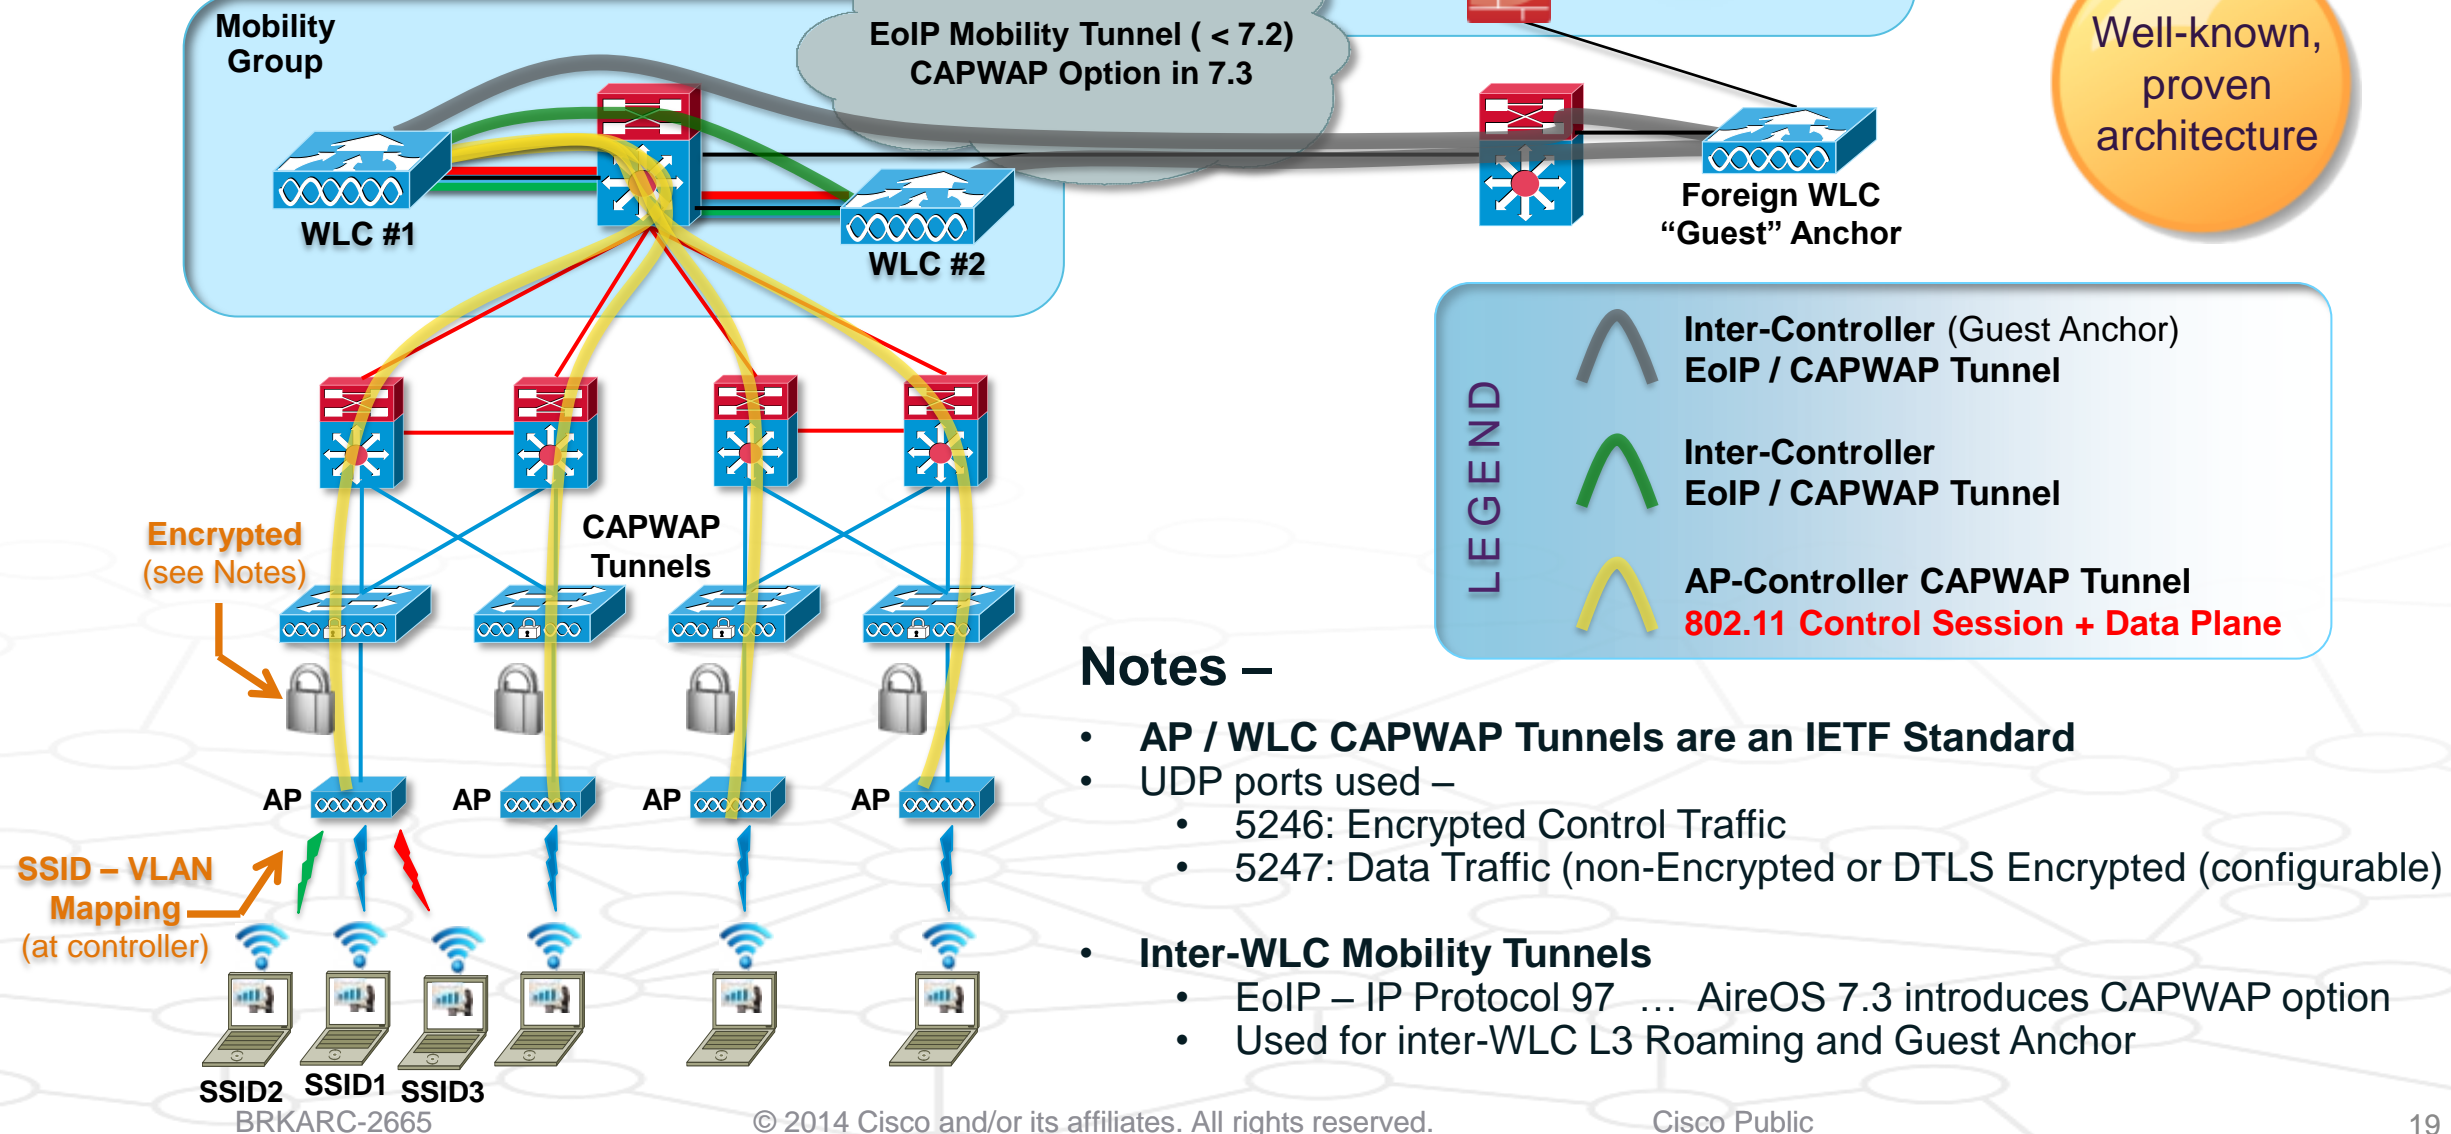 Mobility
Group
EoIP Mobility Tunnel ( < 7.2)
CAPWAP Option in 7.3
Well-known,
proven
architecture
WLC #1
WLC #2
Foreign WLC
“Guest” Anchor
LEGEND
Inter-Controller (Guest Anchor)
EoIP / CAPWAP Tunnel
Inter-Controller
EoIP / CAPWAP Tunnel
AP-Controller CAPWAP Tunnel
802.11 Control Session + Data Plane
Encrypted
(see Notes)
CAPWAP
Tunnels
AP
AP
AP
AP
SSID – VLAN
Mapping
(at controller)
SSID2
SSID1
SSID3
Notes –
• AP / WLC CAPWAP Tunnels are an IETF Standard
• UDP ports used –
• 5246: Encrypted Control Traffic
• 5247: Data Traffic (non-Encrypted or DTLS Encrypted (configurable)
• Inter-WLC Mobility Tunnels
• EoIP – IP Protocol 97 … AireOS 7.3 introduces CAPWAP option
• Used for inter-WLC L3 Roaming and Guest Anchor
BRKARC-2665
© 2014 Cisco and/or its affiliates. All rights reserved.
Cisco Public
19